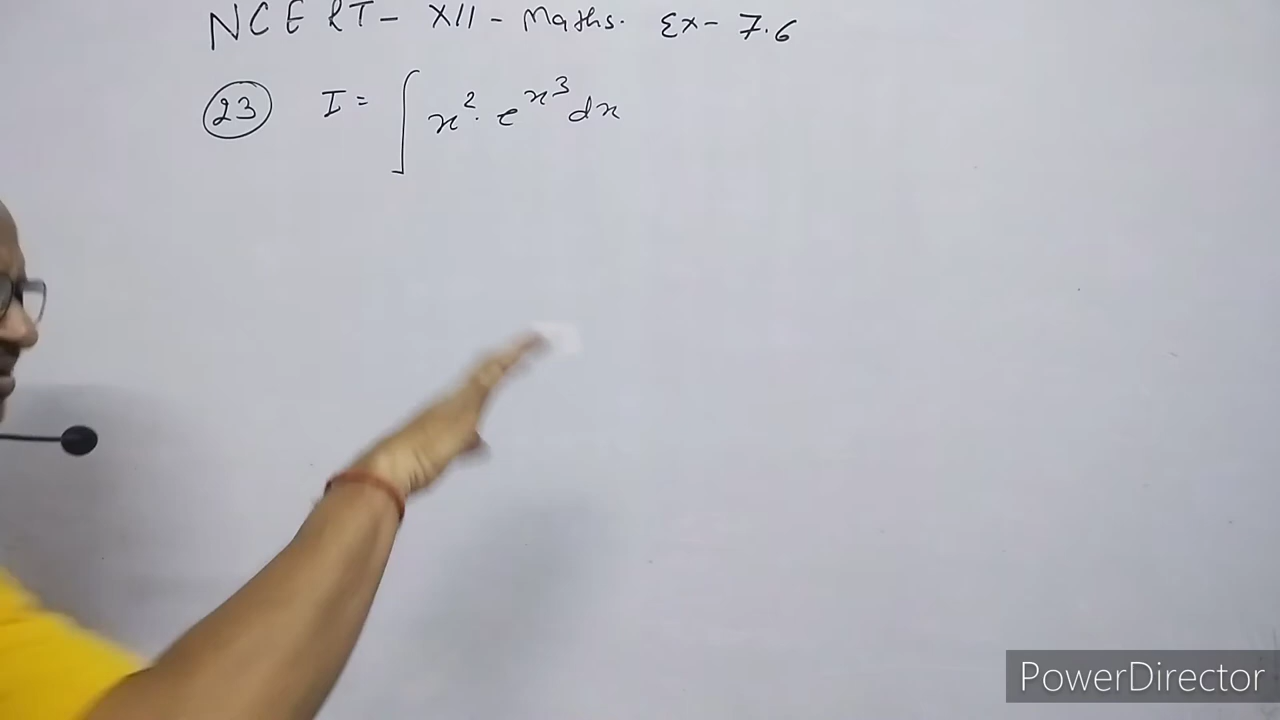 NCERT - XII - Maths. Ex - 7.6
(23) I = ∫ x². e^x³ dx
PowerDirector